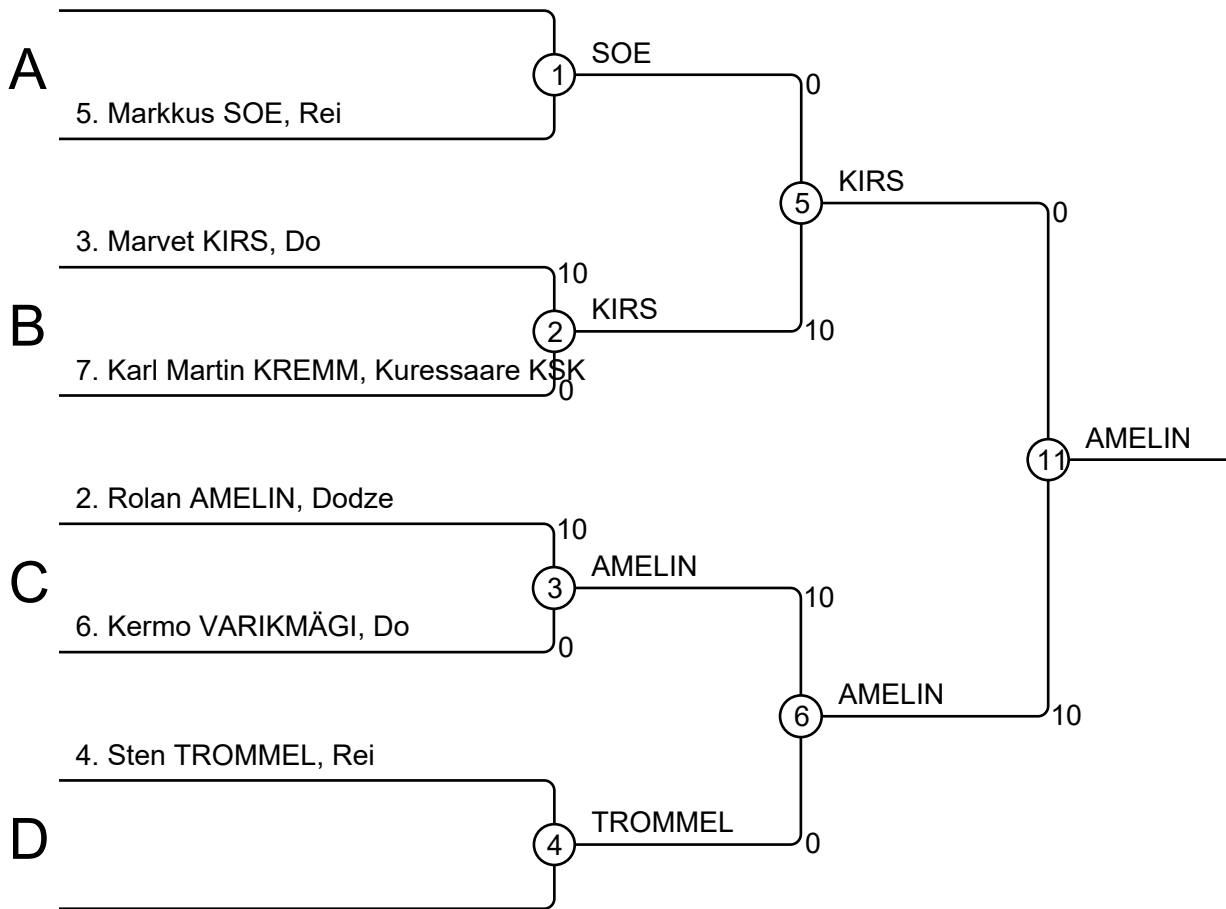 A
1
SOE
0
5. Markkus SOE, Rei
5
KIRS
0
3. Marvet KIRS, Do
10
B
2
KIRS
10
7. Karl Martin KREMM, Kuressaare KSK
0
11
AMELIN
2. Rolan AMELIN, Dodze
10
C
3
AMELIN
10
6. Kermo VARIKMÄGI, Do
0
6
AMELIN
10
4. Sten TROMMEL, Rei
D
4
TROMMEL
0